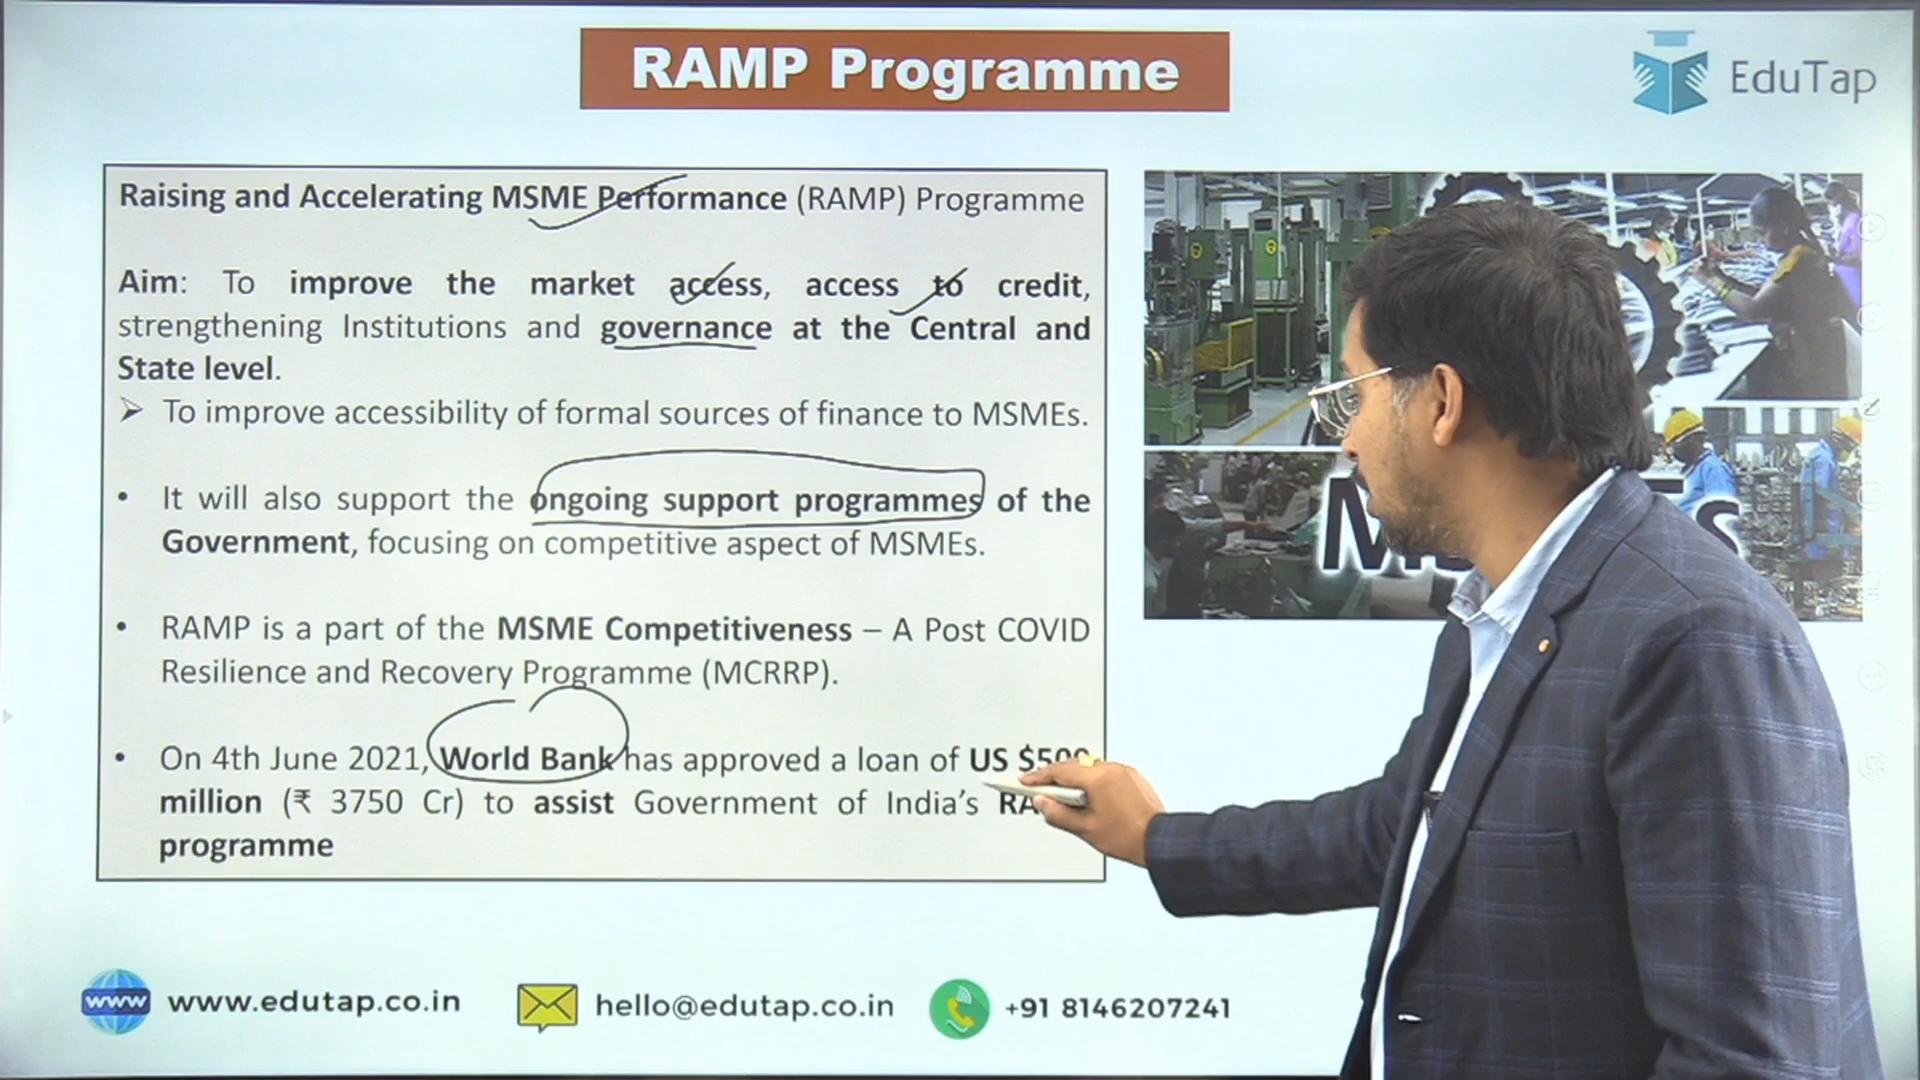 RAMP Programme
EduTap
Raising and Accelerating MSME Performance (RAMP) Programme
Aim: To improve the market access, access to credit,
strengthening Institutions and governance at the Central and
State level.
➢ To improve accessibility of formal sources of finance to MSMEs.
• It will also support the ongoing support programmes of the
Government, focusing on competitive aspect of MSMEs.
• RAMP is a part of the MSME Competitiveness – A Post COVID
Resilience and Recovery Programme (MCRRP).
• On 4th June 2021, World Bank has approved a loan of US $500
million (₹ 3750 Cr) to assist Government of India's
programme
www www.edutap.co.in
hello@edutap.co.in
+91 8146207241